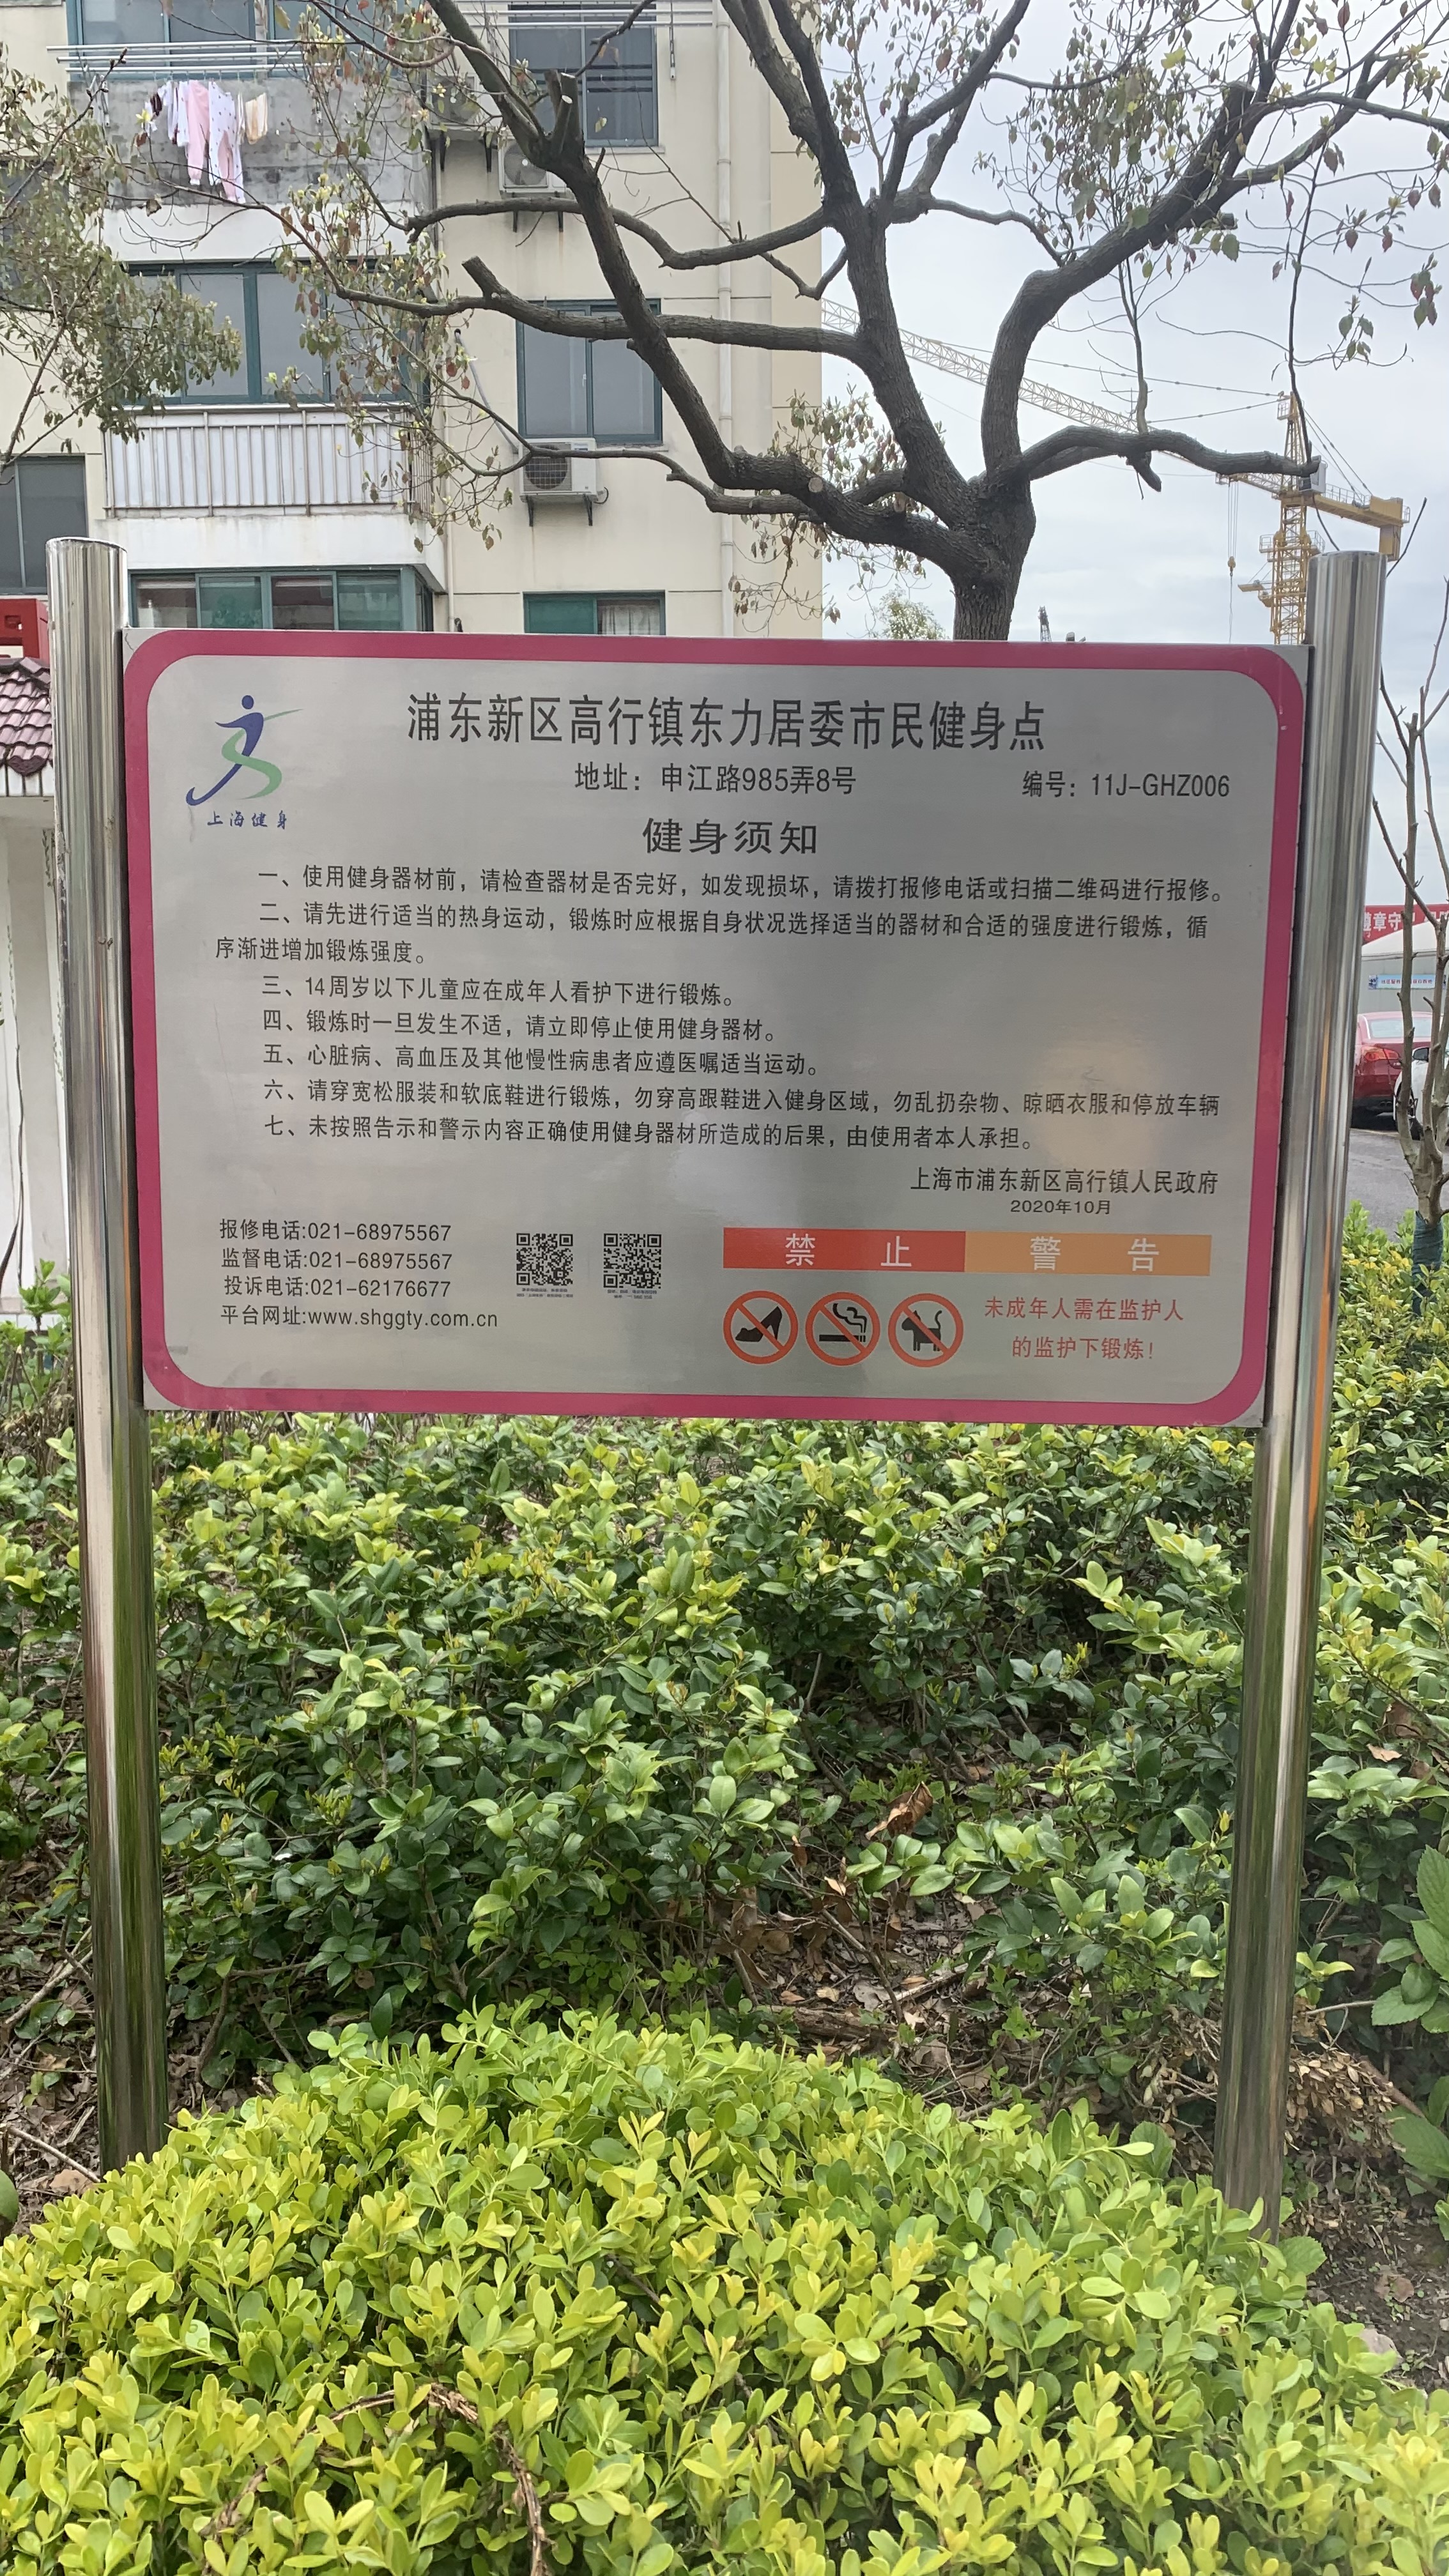 浦东新区高行镇东力居委市民健身点
地址：申江路985弄8号
编号：11J-GHZ006
上海健身
健身须知
一、使用健身器材前，请检查器材是否完好，如发现损坏，请拨打报修电话或扫描二维码进行报修。
二、请先进行适当的热身运动，锻炼时应根据自身状况选择适当的器材和合适的强度进行锻炼，循
序渐进增加锻炼强度。
三、14周岁以下儿童应在成年人看护下进行锻炼。
四、锻炼时一旦发生不适，请立即停止使用健身器材。
五、心脏病、高血压及其他慢性病患者应遵医嘱适当运动。
六、请穿宽松服装和软底鞋进行锻炼，勿穿高跟鞋进入健身区域，勿乱扔杂物、晾晒衣服和停放车辆
七、未按照告示和警示内容正确使用健身器材所造成的后果，由使用者本人承担。
上海市浦东新区高行镇人民政府
2020年10月
报修电话:021-68975567
监督电话:021-68975567
投诉电话:021-62176677
平台网址:www.shggty.com.cn
禁 止
警 告
未成年人需在监护人
的监护下锻炼！
遵章守